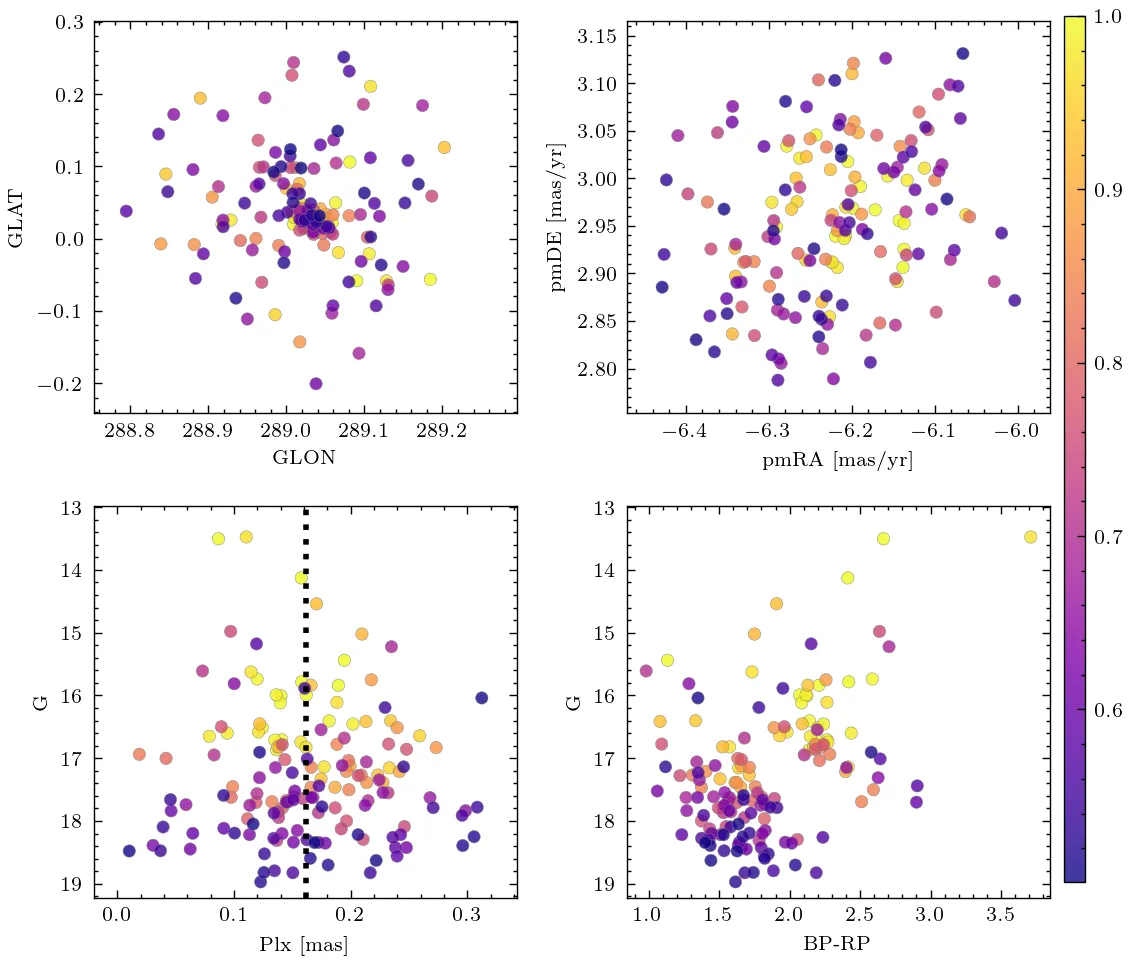 0.3
0.2
0.1
0.0
−0.1
−0.2
GLAT
288.8 288.9 289.0 289.1 289.2
GLON
3.15
3.10
3.05
3.00
2.95
2.90
2.85
2.80
pmDE [mas/yr]
−6.4 −6.3 −6.2 −6.1 −6.0
pmRA [mas/yr]
1.0
0.9
0.8
0.7
0.6
13
14
15
16
17
18
19
G
0.0 0.1 0.2 0.3
Plx [mas]
13
14
15
16
17
18
19
G
1.0 1.5 2.0 2.5 3.0 3.5
BP-RP